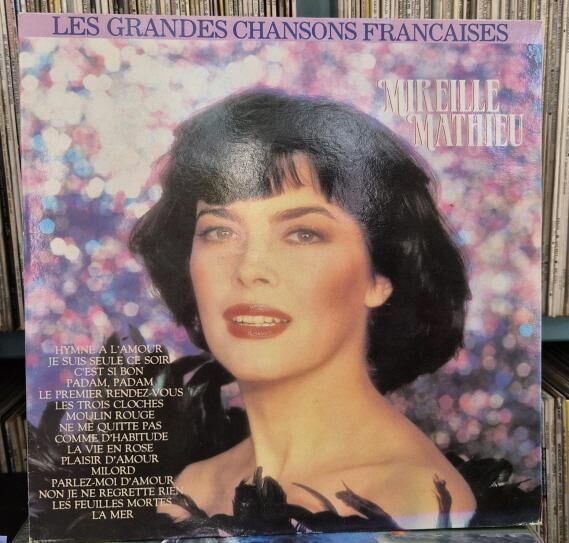 LES GRANDES CHANSONS FRANCAISES
MIREILLE
MATHIEU
HYMNE A L'AMOUR
JE SUIS SEULE CE SOIR
C'EST SI BON
PADAM, PADAM
LE PREMIER RENDEZ-VOUS
LES TROIS CLOCHES
MOULIN ROUGE
NE ME QUITTE PAS
COMME D'HABITUDE
LA VIE EN ROSE
PLAISIR D'AMOUR
MILORD
PARLEZ-MOI D'AMOUR
NON JE NE REGRETTE RIEN
LES FEUILLES MORTES
LA MER